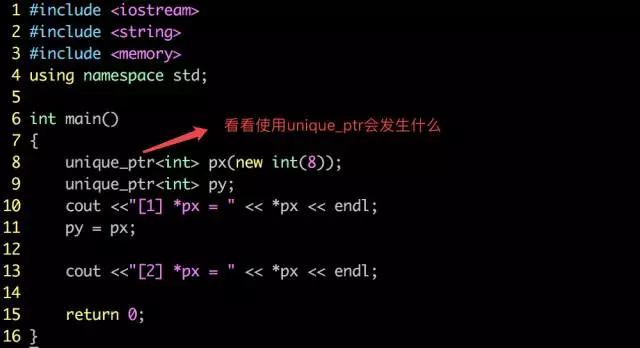 1 #include <iostream>
2 #include <string>
3 #include <memory>
4 using namespace std;
5
6 int main()
看看使用unique_ptr会发生什么
7 {
8     unique_ptr<int> px(new int(8));
9     unique_ptr<int> py;
10     cout <<"[1] *px = " << *px << endl;
11     py = px;
12
13     cout <<"[2] *px = " << *px << endl;
14
15     return 0;
16 }